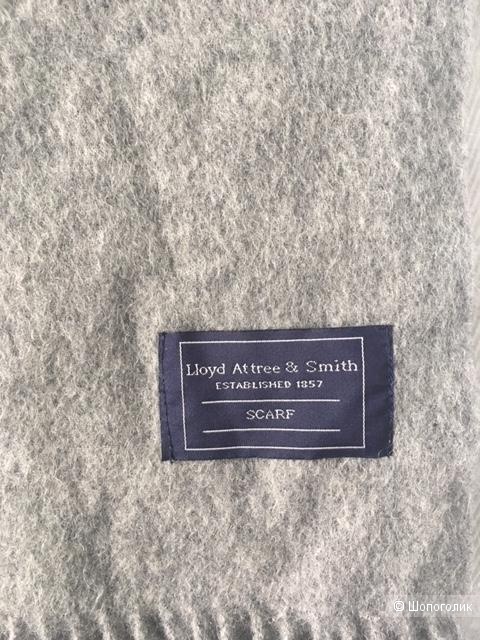 Lloyd Attree & Smith
ESTABLISHED 1857
SCARF
© Шопоголик